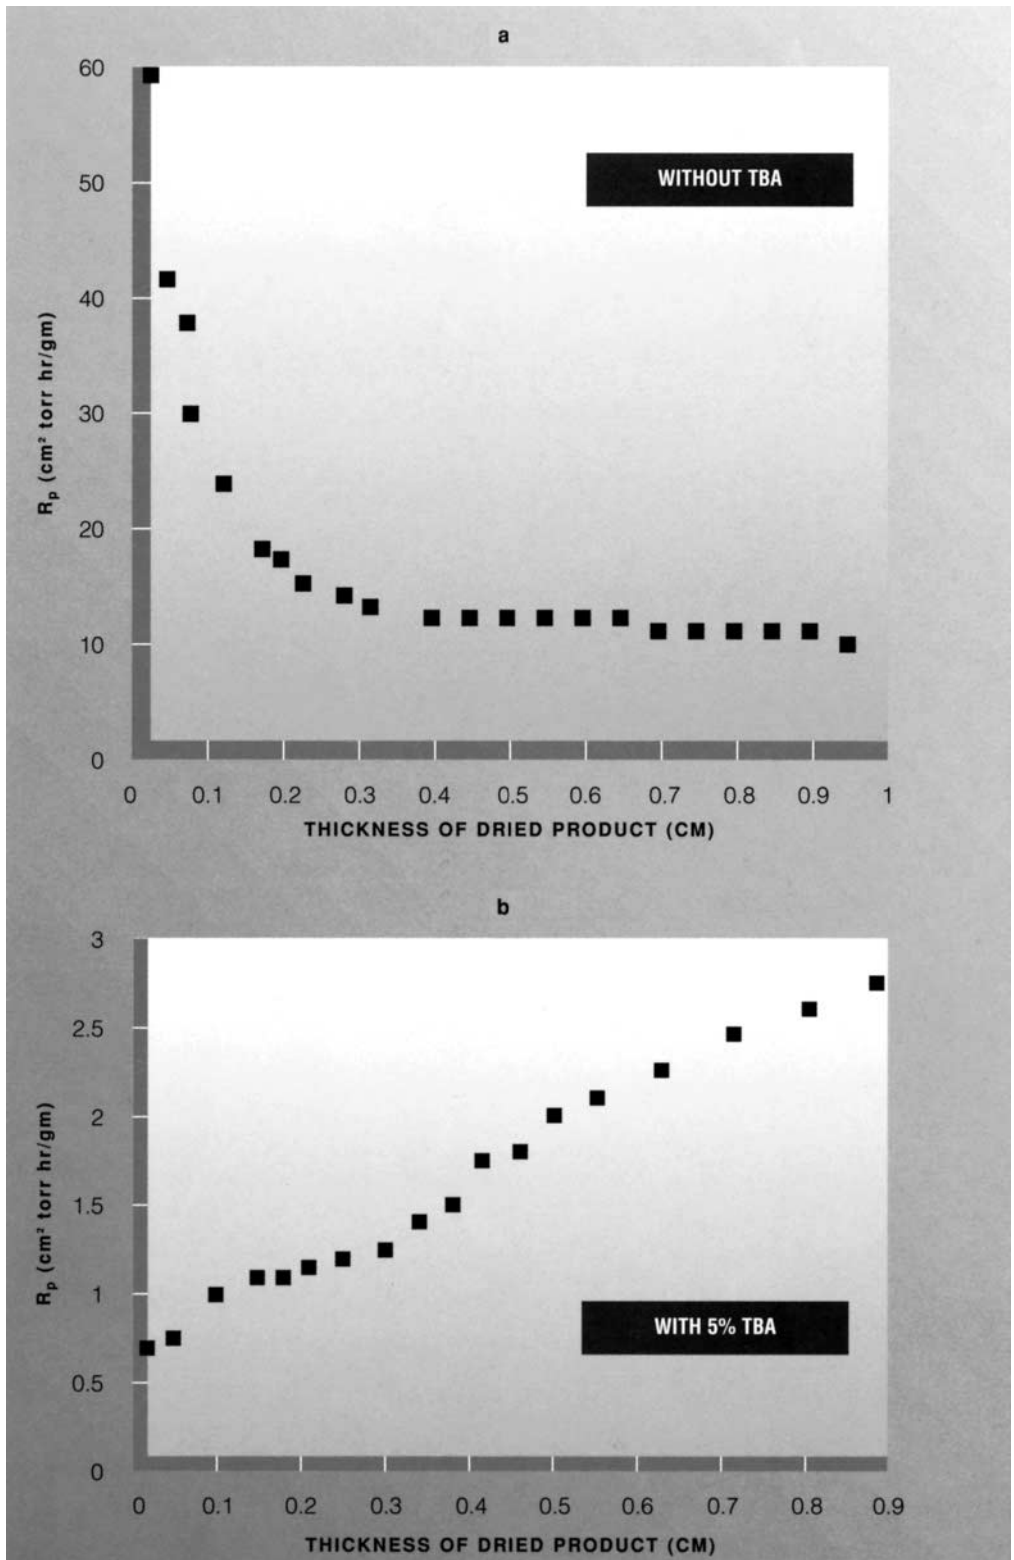 a
60
50
40
30
20
10
0
Rₚ (cm² torr hr/gm)
WITHOUT TBA
0 0.1 0.2 0.3 0.4 0.5 0.6 0.7 0.8 0.9 1
THICKNESS OF DRIED PRODUCT (CM)
b
3
2.5
2
1.5
1
0.5
0
Rₚ (cm² torr hr/gm)
WITH 5% TBA
0 0.1 0.2 0.3 0.4 0.5 0.6 0.7 0.8 0.9
THICKNESS OF DRIED PRODUCT (CM)